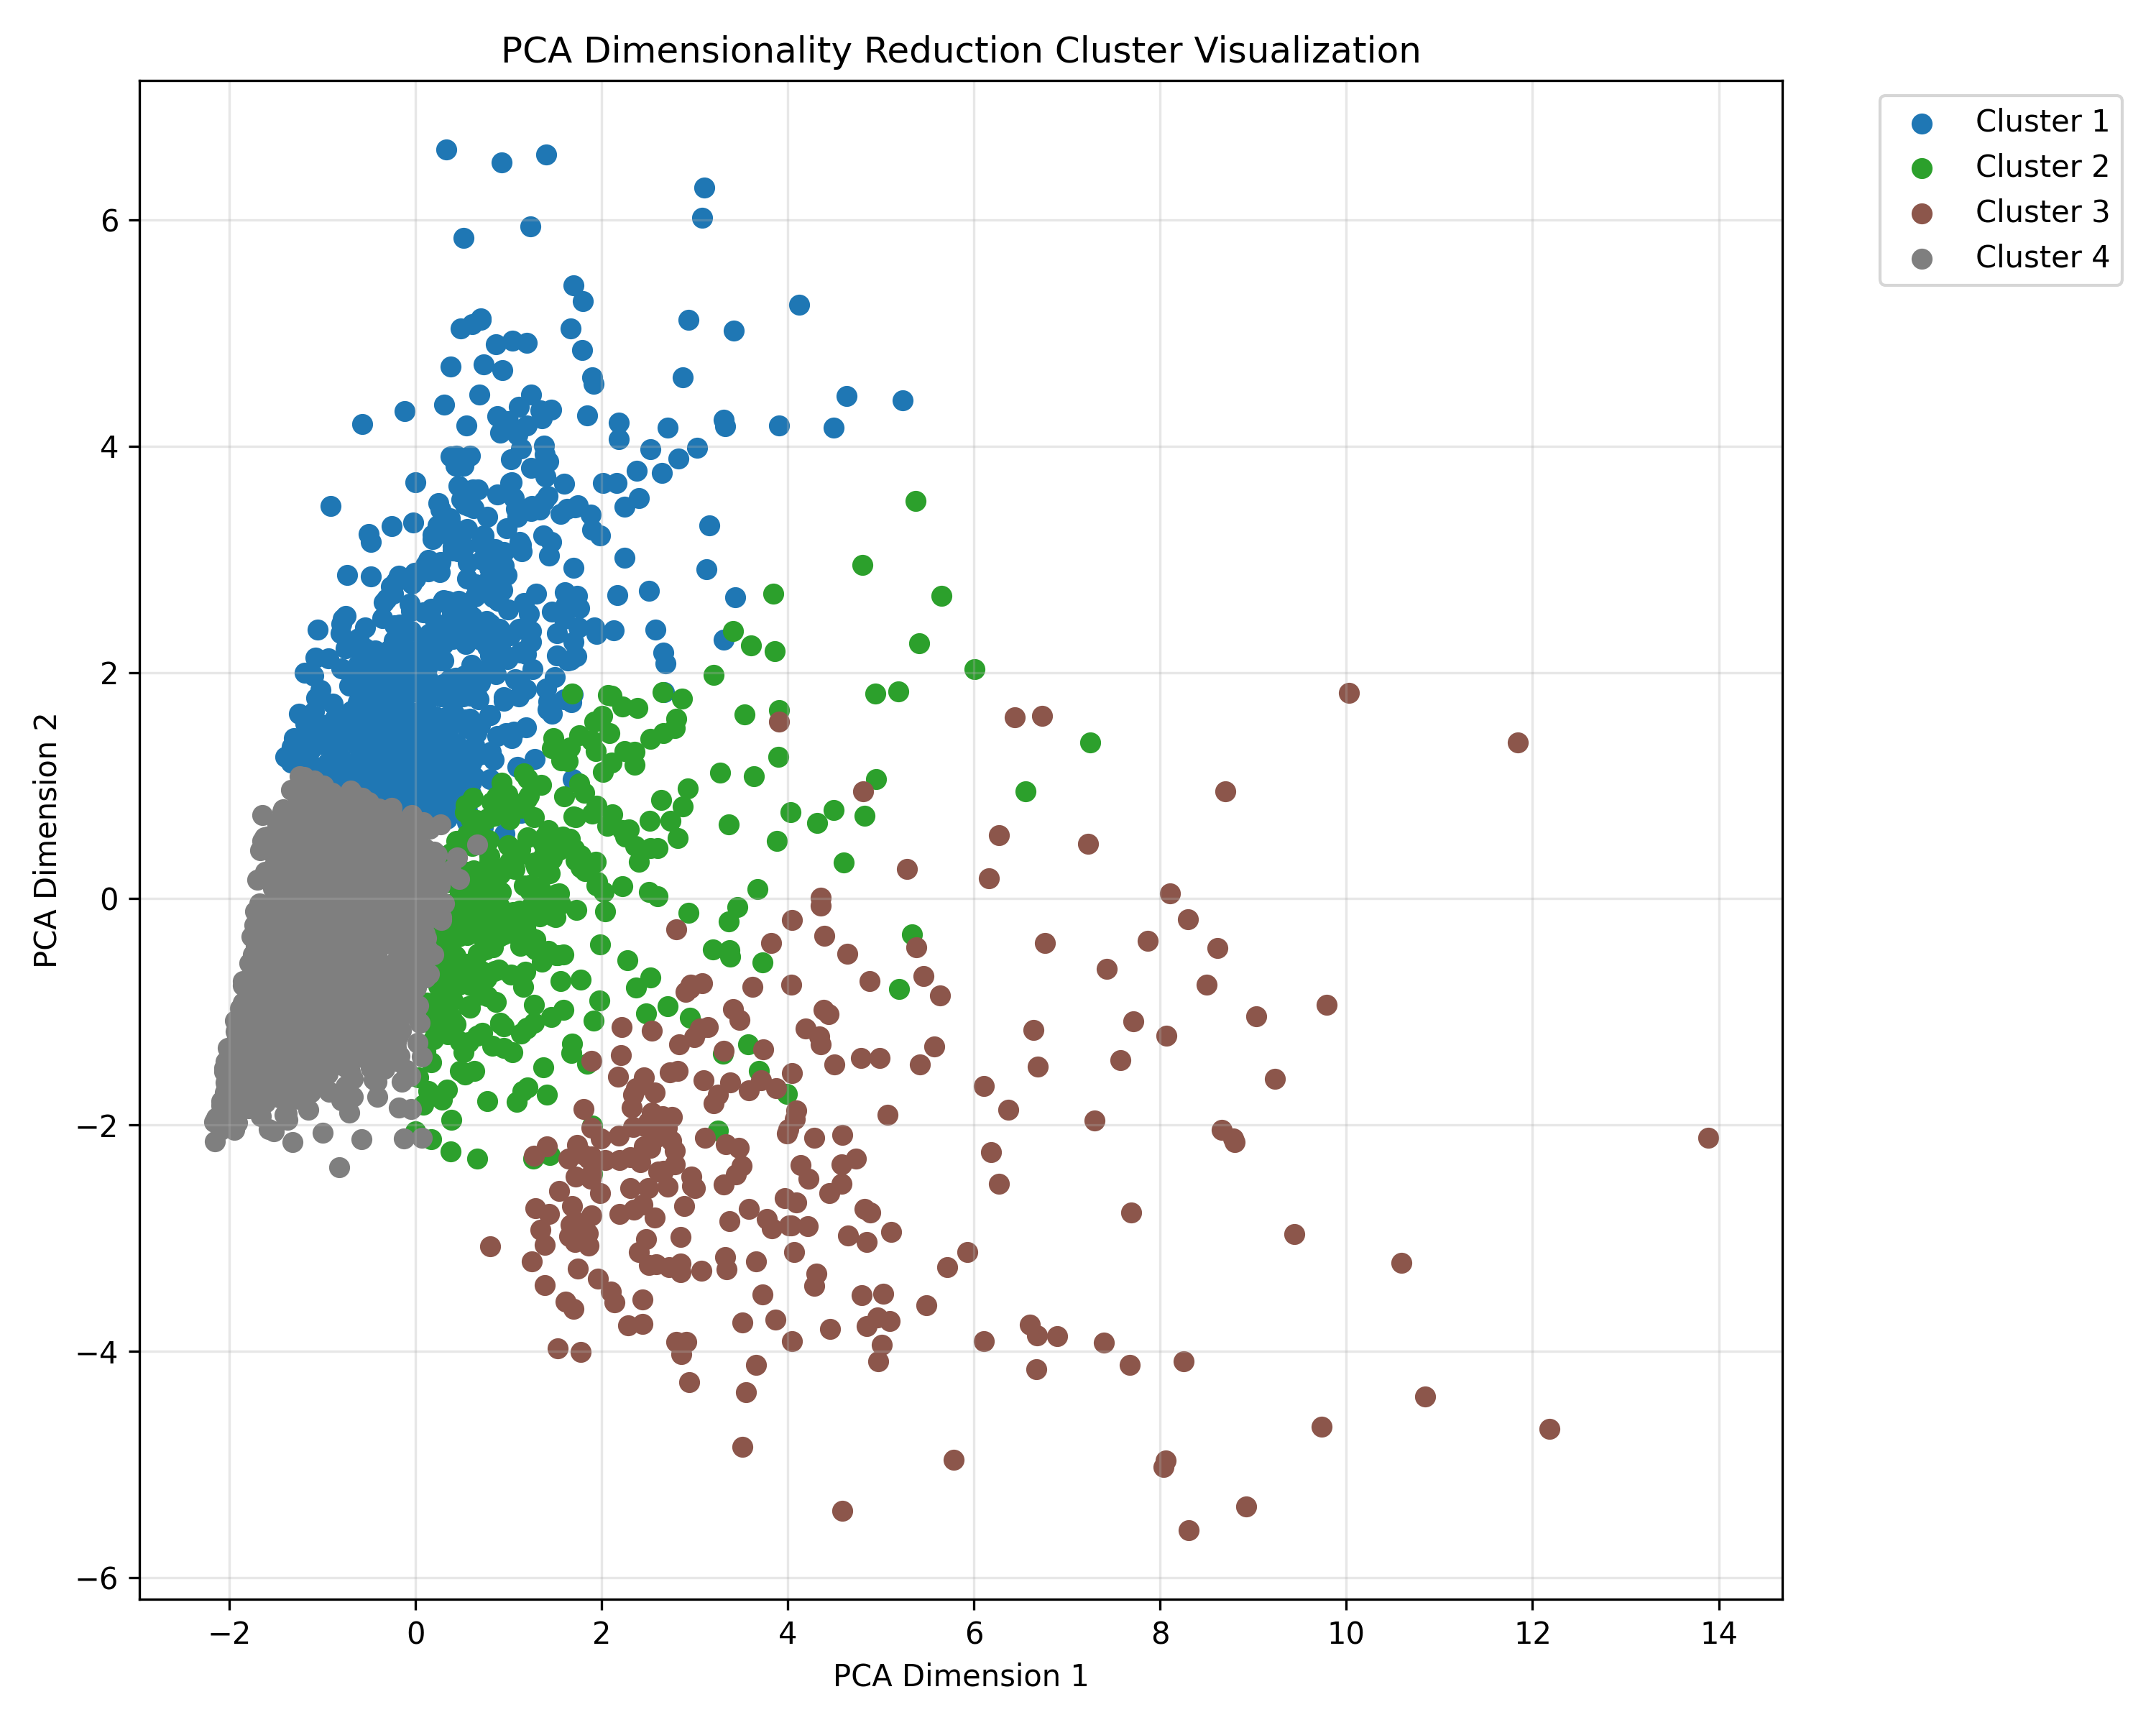 PCA Dimensionality Reduction Cluster Visualization
Cluster 1
Cluster 2
Cluster 3
Cluster 4
PCA Dimension 2
6
4
2
0
−2
−4
−6
−2
0
2
4
6
8
10
12
14
PCA Dimension 1